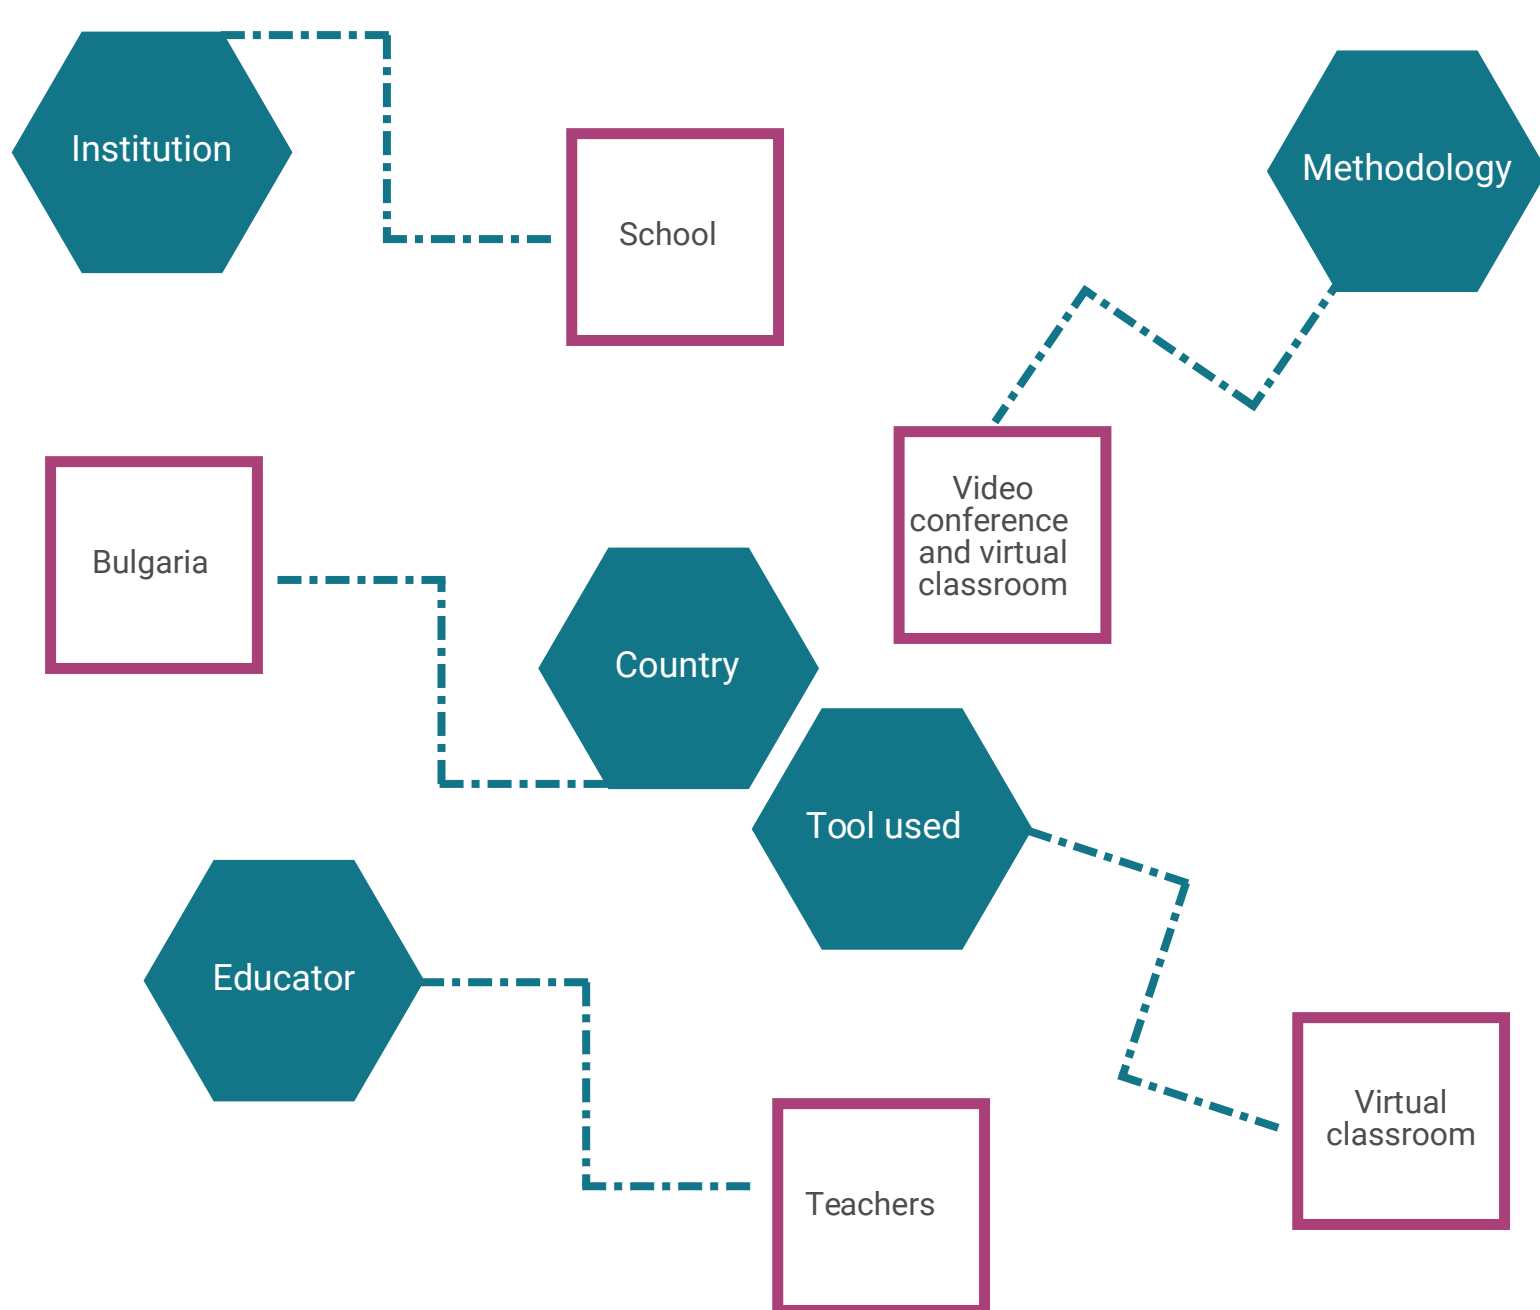 Institution
Methodology
School
Video
conference
and virtual
classroom
Bulgaria
Country
Tool used
Educator
Virtual
classroom
Teachers